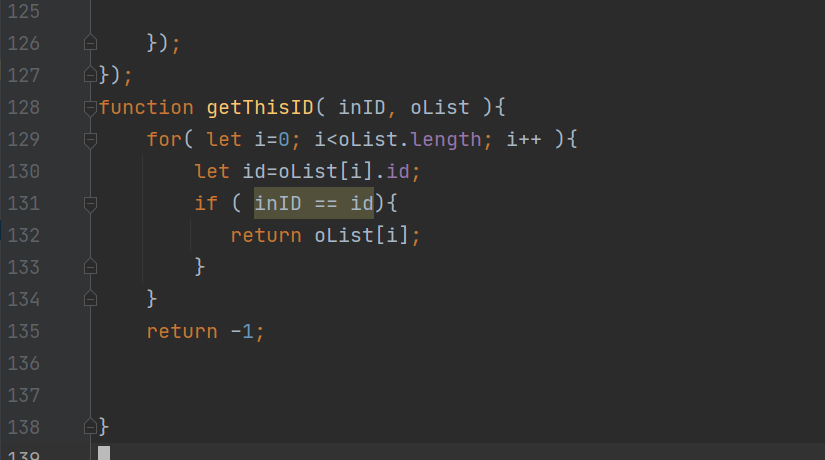 125
126 });
127 });
128 function getThisID( inID, oList ){
129 for( let i=0; i<oList.length; i++ ){
130 let id=oList[i].id;
131 if ( inID == id){
132 return oList[i];
133 }
134 }
135 return -1;
136
137
138 }
139